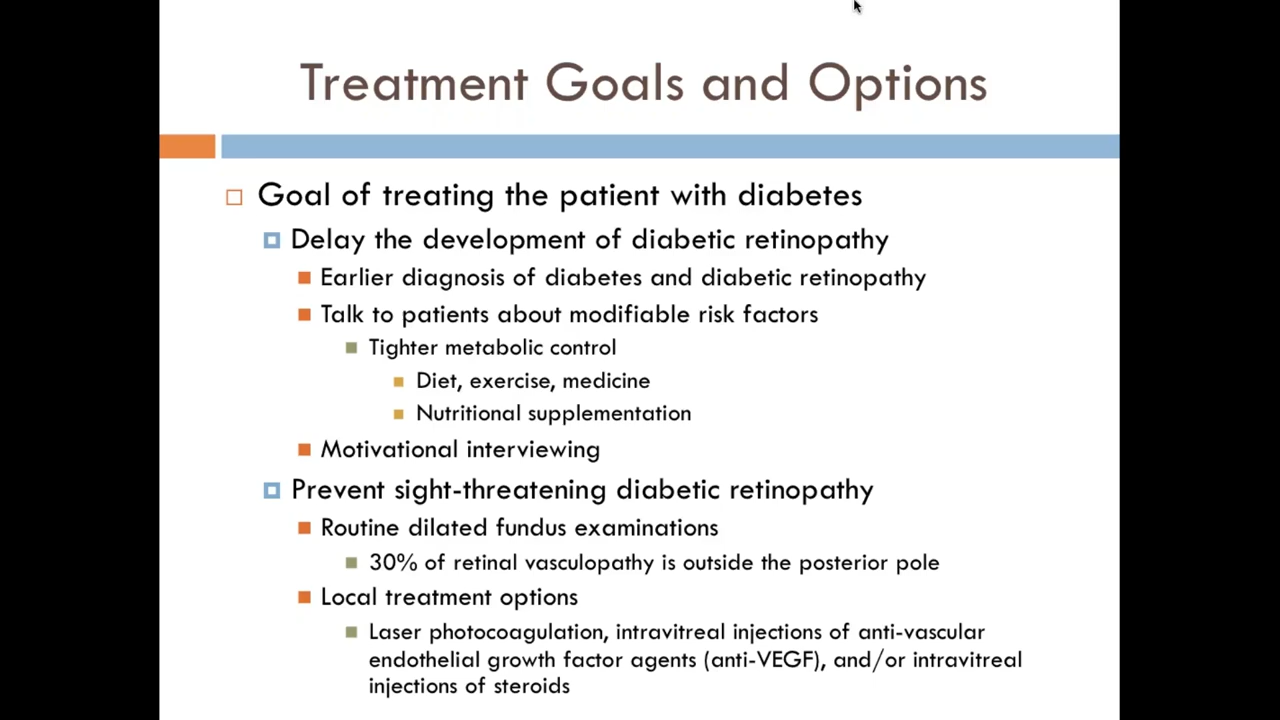 Treatment Goals and Options
Goal of treating the patient with diabetes
Delay the development of diabetic retinopathy
Earlier diagnosis of diabetes and diabetic retinopathy
Talk to patients about modifiable risk factors
Tighter metabolic control
Diet, exercise, medicine
Nutritional supplementation
Motivational interviewing
Prevent sight-threatening diabetic retinopathy
Routine dilated fundus examinations
30% of retinal vasculopathy is outside the posterior pole
Local treatment options
Laser photocoagulation, intravitreal injections of anti-vascular
endothelial growth factor agents (anti-VEGF), and/or intravitreal
injections of steroids